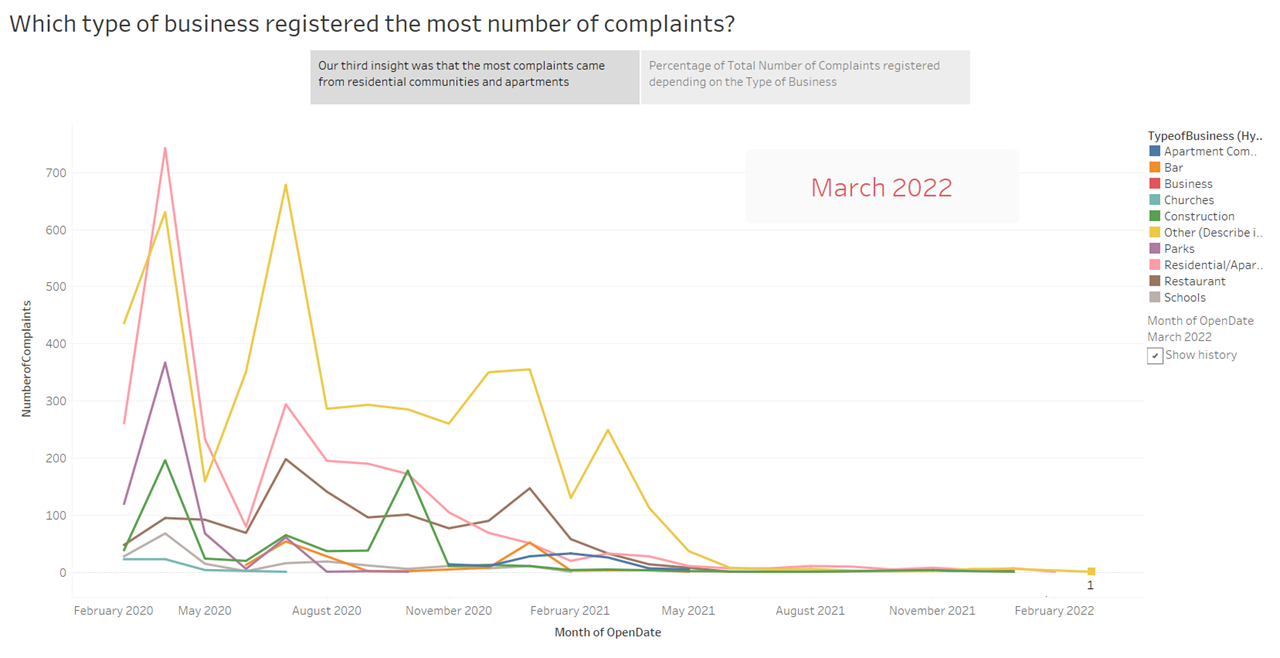 Which type of business registered the most number of complaints?
Our third insight was that the most complaints came
from residential communities and apartments
Percentage of Total Number of Complaints registered
depending on the Type of Business
March 2022
TypeofBusiness (Hy..
Apartment Com..
Bar
Business
Churches
Construction
Other (Describe i..
Parks
Residential/Apar..
Restaurant
Schools
Month of OpenDate
March 2022
Show history
NumberofComplaints
700
600
500
400
300
200
100
0
1
February 2020
May 2020
August 2020
November 2020
February 2021
May 2021
August 2021
November 2021
February 2022
Month of OpenDate